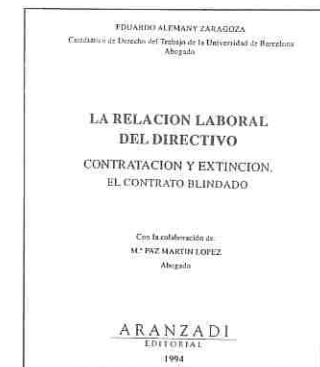 EDUARDO ALEMANY ZARAGOZA
Catedrático de Derecho del Trabajo de la Universidad de Barcelona
Abogado
LA RELACION LABORAL
DEL DIRECTIVO
CONTRATACION Y EXTINCION.
EL CONTRATO BLINDADO
Con la colaboración de
M.ª PAZ MARTIN LOPEZ
Abogado
ARANZADI
EDITORIAL
1994